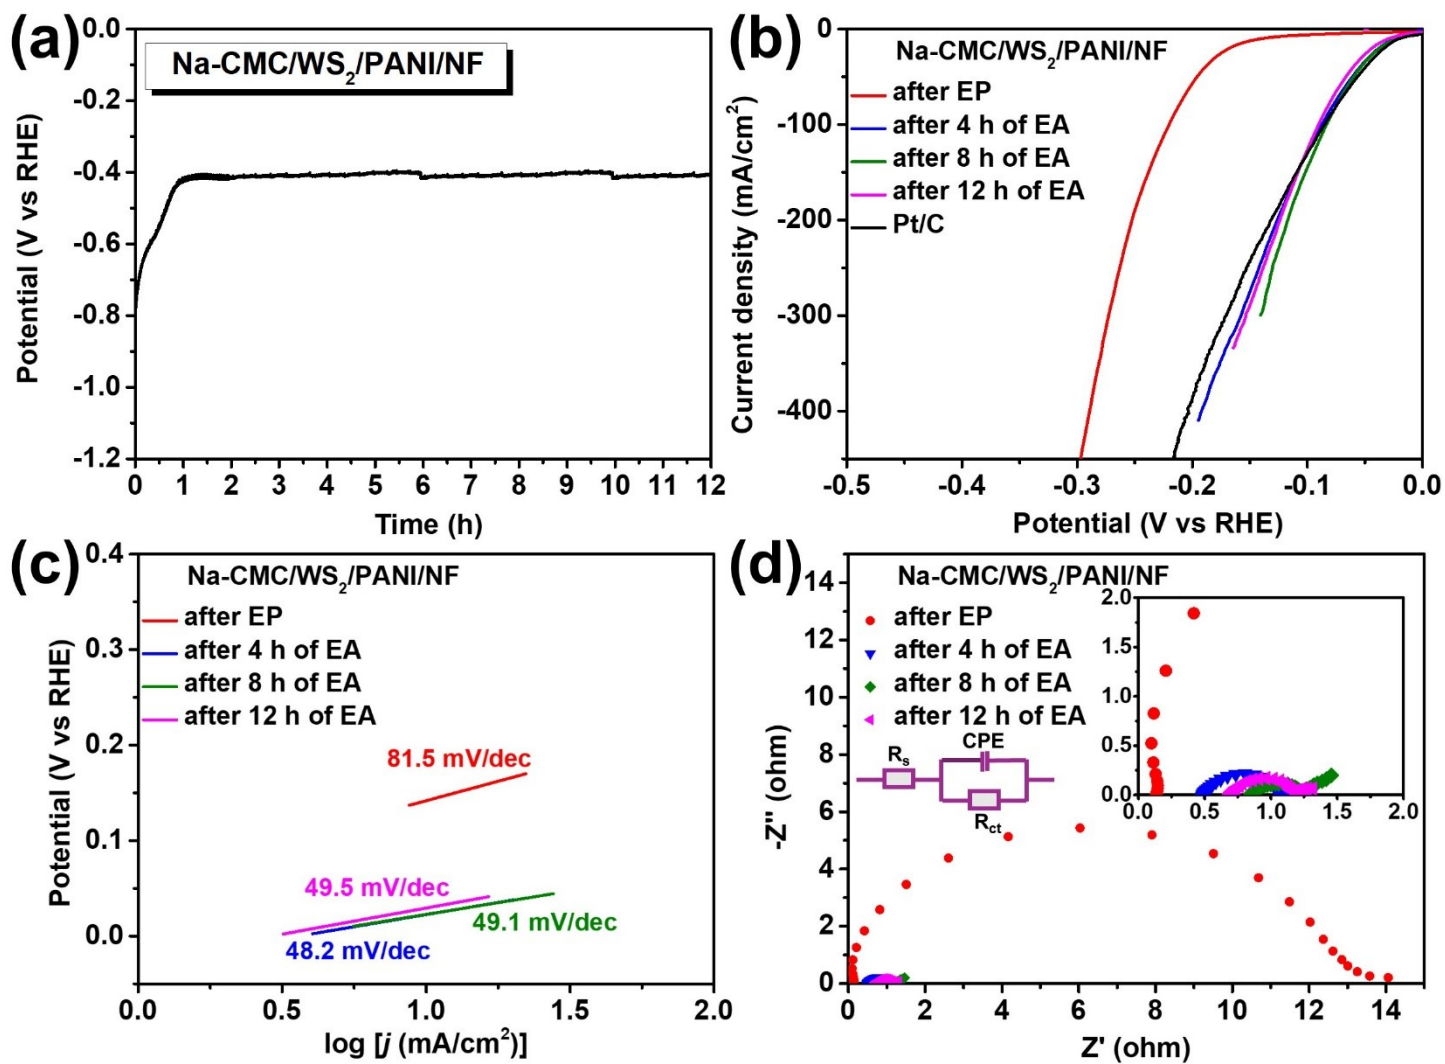 (a)
Na-CMC/WS₂/PANI/NF
Potential (V vs RHE)
0.0
-0.2
-0.4
-0.6
-0.8
-1.0
-1.2
0 1 2 3 4 5 6 7 8 9 10 11 12
Time (h)
(b)
Na-CMC/WS₂/PANI/NF
after EP
after 4 h of EA
after 8 h of EA
after 12 h of EA
Pt/C
Current density (mA/cm²)
0
-100
-200
-300
-400
-0.5 -0.4 -0.3 -0.2 -0.1 0.0
Potential (V vs RHE)
(c)
Na-CMC/WS₂/PANI/NF
after EP
after 4 h of EA
after 8 h of EA
after 12 h of EA
81.5 mV/dec
49.5 mV/dec
49.1 mV/dec
48.2 mV/dec
Potential (V vs RHE)
0.4
0.3
0.2
0.1
0.0
0.0 0.5 1.0 1.5 2.0
log [j (mA/cm²)]
(d)
Na-CMC/WS₂/PANI/NF
after EP
after 4 h of EA
after 8 h of EA
after 12 h of EA
Rs
CPE
Rct
2.0
1.5
1.0
0.5
0.0
0.0 0.5 1.0 1.5 2.0
-Z'' (ohm)
14
12
10
8
6
4
2
0
0 2 4 6 8 10 12 14
Z' (ohm)